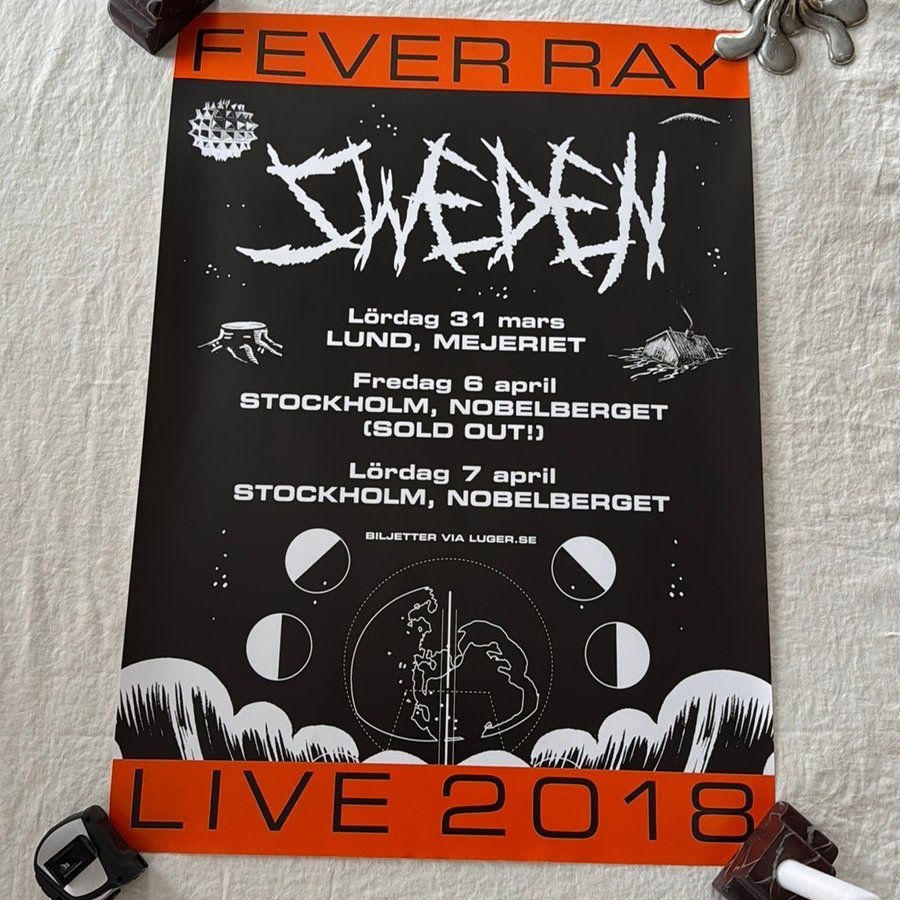 FEVER RAY
SWEDEN
Lördag 31 mars
LUND, MEJERIET
Fredag 6 april
STOCKHOLM, NOBELBERGET
(SOLD OUT!)
Lördag 7 april
STOCKHOLM, NOBELBERGET
BILJETTER VIA LUGER.SE
LIVE 2018